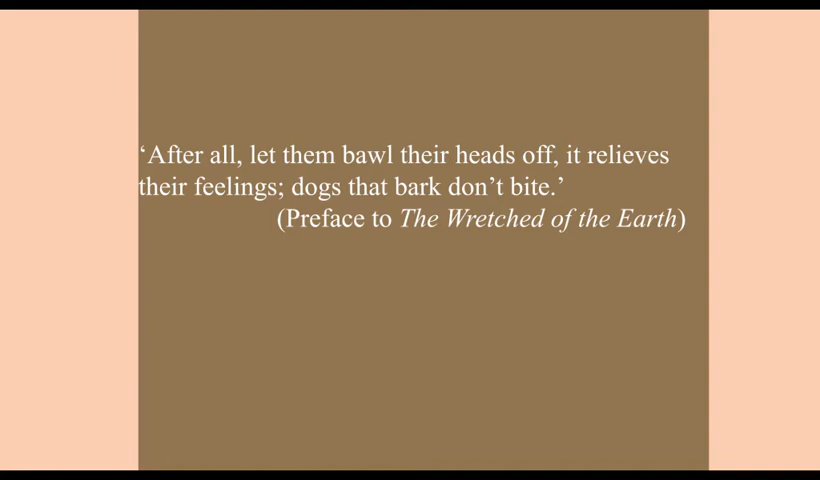 ‘After all, let them bawl their heads off, it relieves
their feelings; dogs that bark don’t bite.’
(Preface to The Wretched of the Earth)